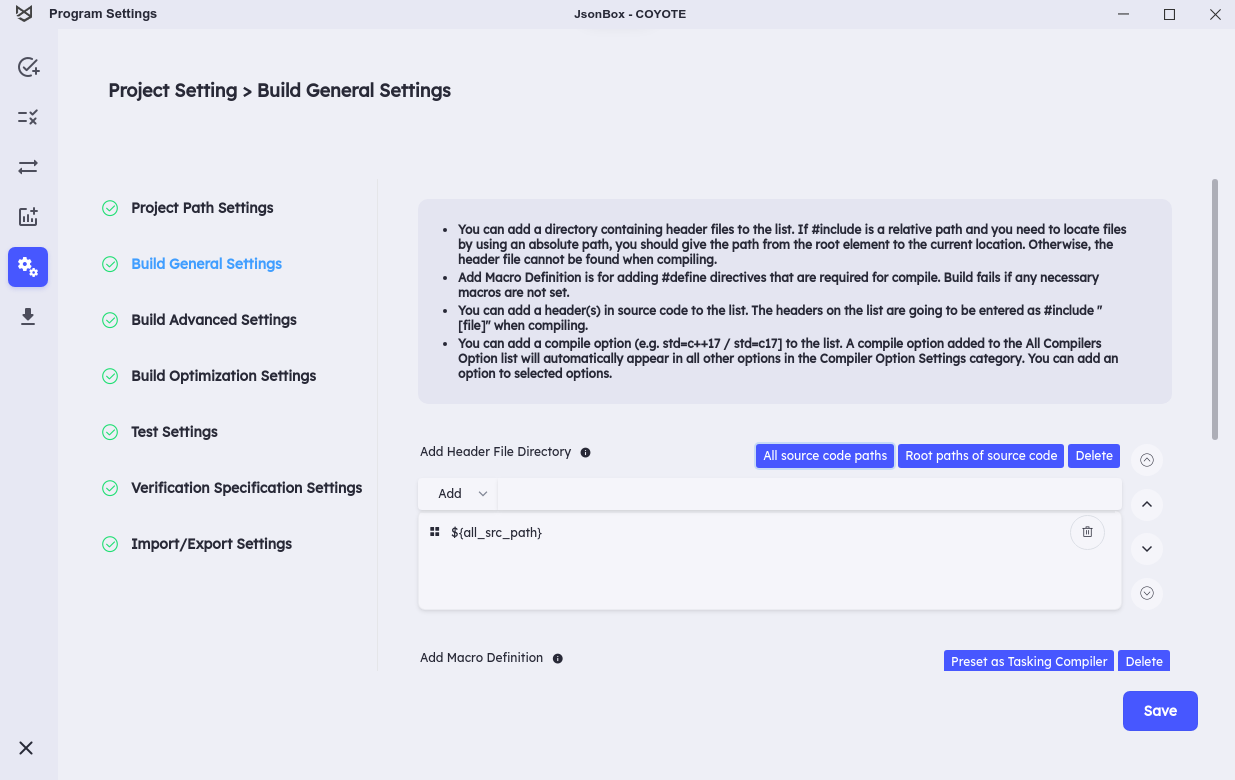 Program Settings
JsonBox - COYOTE
Project Setting > Build General Settings
Project Path Settings
Build General Settings
Build Advanced Settings
Build Optimization Settings
Test Settings
Verification Specification Settings
Import/Export Settings
You can add a directory containing header files to the list. If #include is a relative path and you need to locate files
by using an absolute path, you should give the path from the root element to the current location. Otherwise, the
header file cannot be found when compiling.
Add Macro Definition is for adding #define directives that are required for compile. Build fails if any necessary
macros are not set.
You can add a header(s) in source code to the list. The headers on the list are going to be entered as #include "
[file]" when compiling.
You can add a compile option (e.g. std=c++17 / std=c17] to the list. A compile option added to the All Compilers
Option list will automatically appear in all other options in the Compiler Option Settings category. You can add an
option to selected options.
Add Header File Directory
All source code paths
Root paths of source code
Delete
Add
${all_src_path}
Add Macro Definition
Preset as Tasking Compiler
Delete
Save